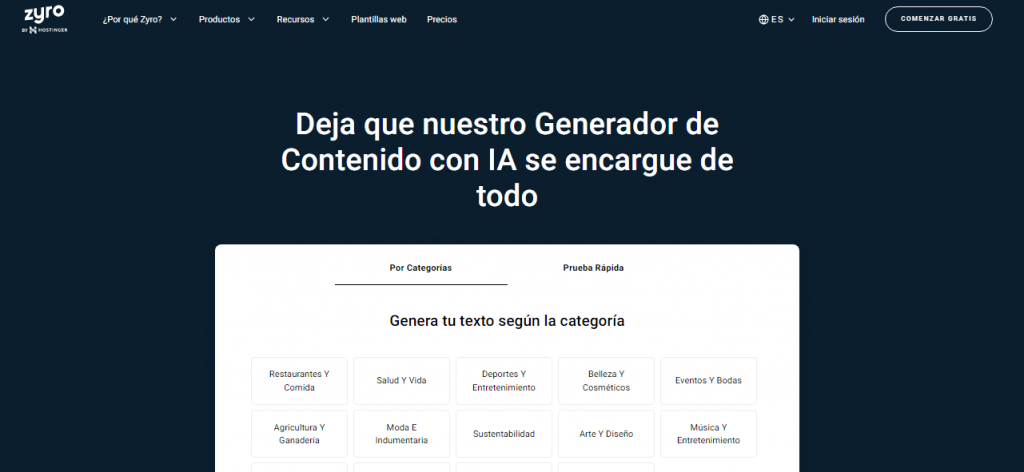 zyro
BY HOSTINGER
¿Por qué Zyro?
Productos
Recursos
Plantillas web
Precios
ES
Iniciar sesión
COMENZAR GRATIS
Deja que nuestro Generador de
Contenido con IA se encargue de
todo
Por Categorías
Prueba Rápida
Genera tu texto según la categoría
Restaurantes Y
Comida
Salud Y Vida
Deportes Y
Entretenimiento
Belleza Y
Cosméticos
Eventos Y Bodas
Agricultura Y
Ganadería
Moda E
Indumentaria
Sustentabilidad
Arte Y Diseño
Música Y
Entretenimiento